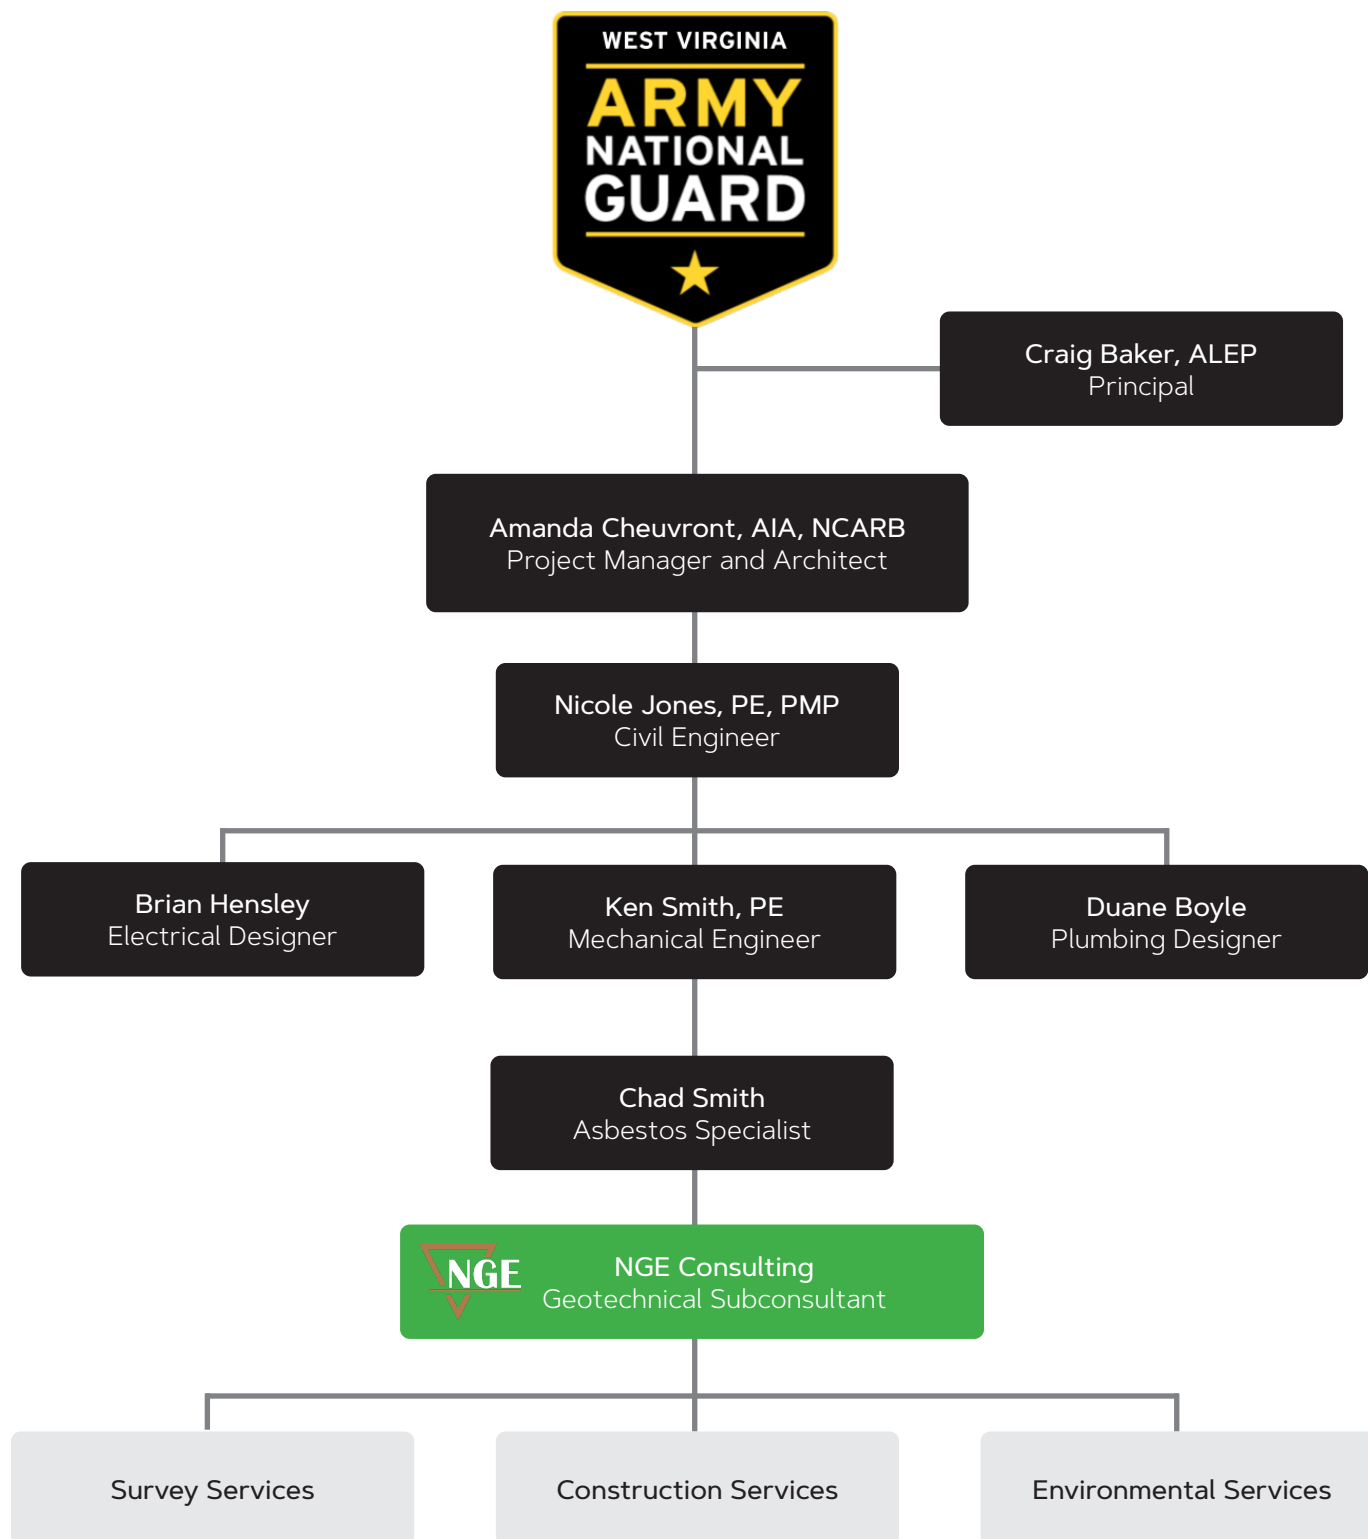 WEST VIRGINIA
ARMY
NATIONAL
GUARD
Craig Baker, ALEP
Principal
Amanda Cheuvront, AIA, NCARB
Project Manager and Architect
Nicole Jones, PE, PMP
Civil Engineer
Brian Hensley
Electrical Designer
Ken Smith, PE
Mechanical Engineer
Duane Boyle
Plumbing Designer
Chad Smith
Asbestos Specialist
NGE
NGE Consulting
Geotechnical Subconsultant
Survey Services
Construction Services
Environmental Services